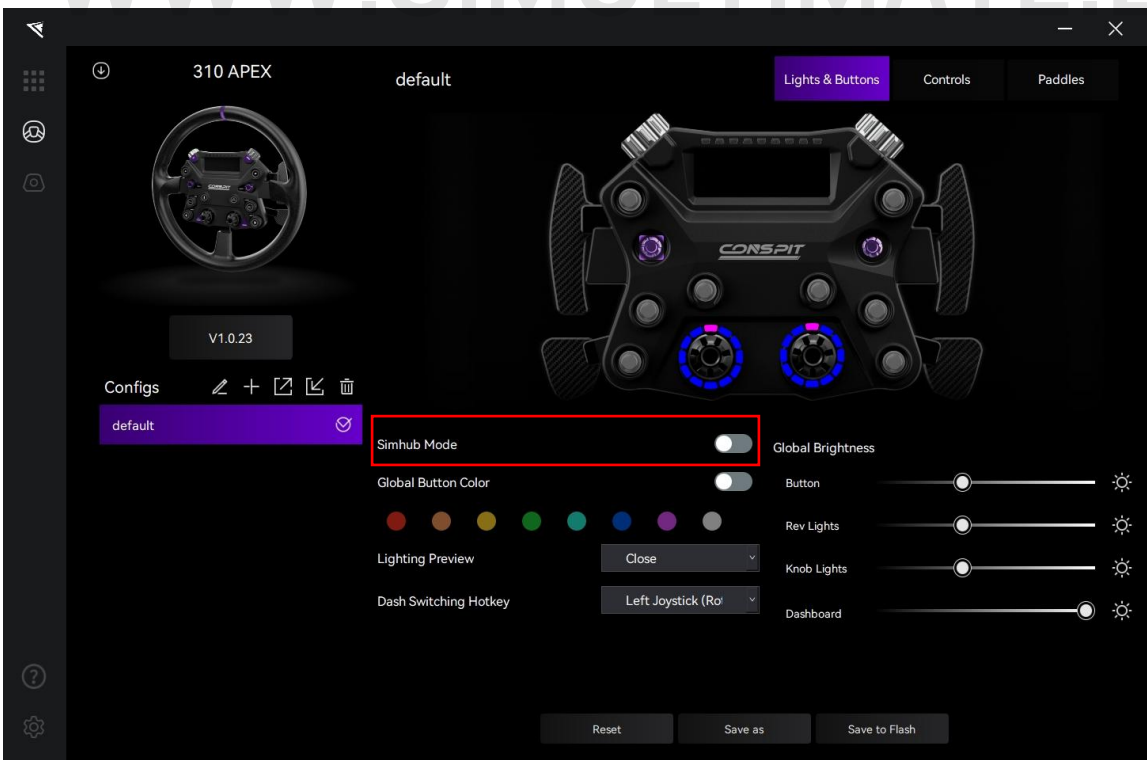 310 APEX
default
Lights & Buttons
Controls
Paddles
CONSPIT
V1.0.23
Configs
default
Simhub Mode
Global Button Color
Lighting Preview
Close
Dash Switching Hotkey
Left Joystick (Ro
Global Brightness
Button
Rev Lights
Knob Lights
Dashboard
Reset
Save as
Save to Flash